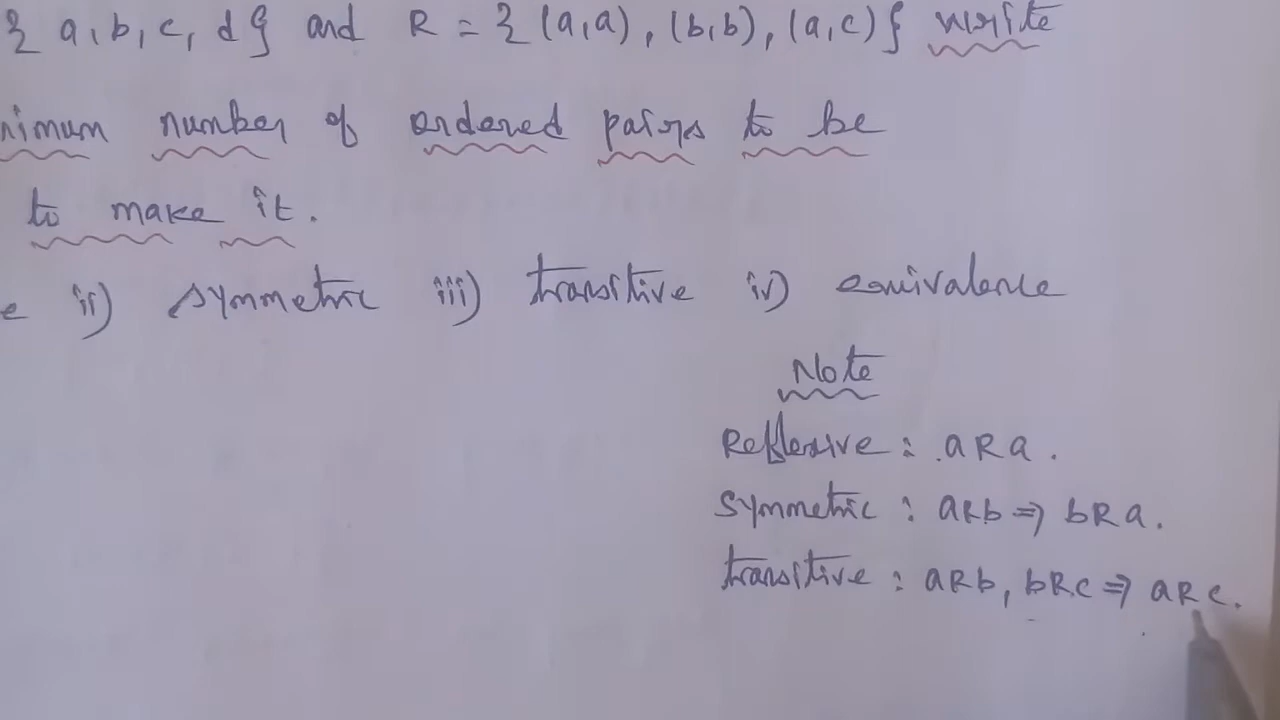 { a, b, c, d } and R = { (a,a), (b,b), (a,c) } write
nimum number of ordered pairs to be
to make it.
e ii) symmetric iii) transitive iv) equivalence
Note
Reflexive : aRa.
Symmetric : aRb ⇒ bRa.
transitive : aRb, bRc ⇒ aRc.